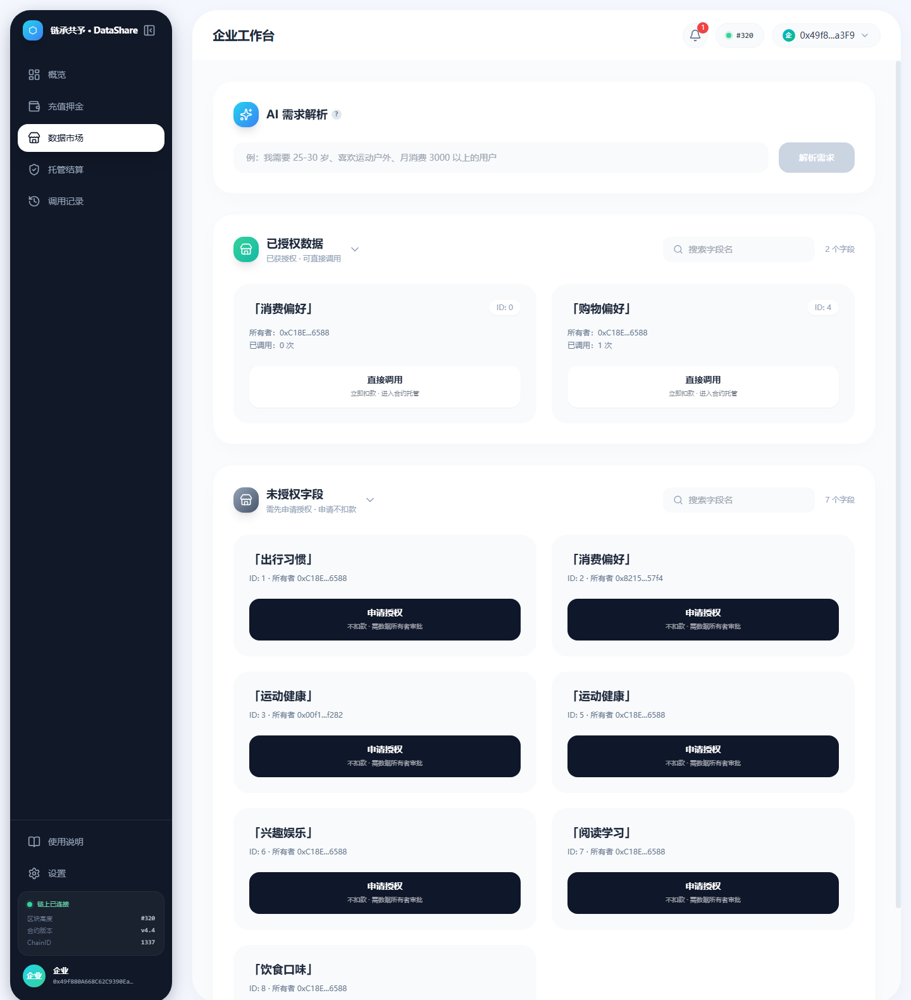 链承共予 • DataShare
概览
充值押金
数据市场
托管结算
调用记录
使用说明
设置
链上已连接
区块高度 #320
合约版本 v4.4
ChainID 1337
企业
企业
0x49f880A668C62C9390Ea…
企业工作台
1
#320
企
0x49f8...a3F9
AI 需求解析 ?
例：我需要 25-30 岁、喜欢运动户外、月消费 3000 以上的用户
解析需求
已授权数据
已获授权 · 可直接调用
搜索字段名
2 个字段
「消费偏好」
ID: 0
所有者：0xC18E...6588
已调用：0 次
直接调用
立即扣款 · 进入合约托管
「购物偏好」
ID: 4
所有者：0xC18E...6588
已调用：1 次
直接调用
立即扣款 · 进入合约托管
未授权字段
需先申请授权 · 申请不扣款
搜索字段名
7 个字段
「出行习惯」
ID: 1 · 所有者 0xC18E...6588
申请授权
不扣款 · 需数据所有者审批
「消费偏好」
ID: 2 · 所有者 0x8215...57f4
申请授权
不扣款 · 需数据所有者审批
「运动健康」
ID: 3 · 所有者 0x00f1...f282
申请授权
不扣款 · 需数据所有者审批
「运动健康」
ID: 5 · 所有者 0xC18E...6588
申请授权
不扣款 · 需数据所有者审批
「兴趣娱乐」
ID: 6 · 所有者 0xC18E...6588
申请授权
不扣款 · 需数据所有者审批
「阅读学习」
ID: 7 · 所有者 0xC18E...6588
申请授权
不扣款 · 需数据所有者审批
「饮食口味」
ID: 8 · 所有者 0xC18E...6588